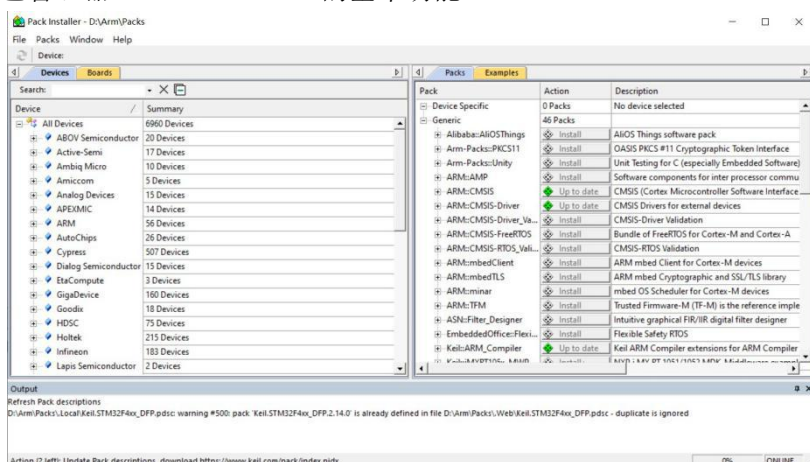 Pack Installer - D:\Arm\Packs
File Packs Window Help
Device:
Devices Boards
Search:
Device Summary
All Devices 6960 Devices
ABOV Semiconductor 20 Devices
Active-Semi 17 Devices
Ambiq Micro 10 Devices
Amiccom 5 Devices
Analog Devices 15 Devices
APEXMIC 14 Devices
ARM 56 Devices
AutoChips 26 Devices
Cypress 507 Devices
Dialog Semiconductor 15 Devices
EtaCompute 3 Devices
GigaDevice 160 Devices
Goodix 18 Devices
HDSC 75 Devices
Holtek 215 Devices
Infineon 183 Devices
Lapis Semiconductor 2 Devices
Packs Examples
Pack Action Description
Device Specific 0 Packs No device selected
Generic 46 Packs
Alibaba::AliOSThings Install AliOS Things software pack
Arm-Packs::PKCS11 Install OASIS PKCS #11 Cryptographic Token Interface
Arm-Packs::Unity Install Unit Testing for C (especially Embedded Software)
ARM::AMP Install Software components for inter processor commu
ARM::CMSIS Up to date CMSIS (Cortex Microcontroller Software Interface
ARM::CMSIS-Driver Up to date CMSIS Drivers for external devices
ARM::CMSIS-Driver_Va... Install CMSIS-Driver Validation
ARM::CMSIS-FreeRTOS Install Bundle of FreeRTOS for Cortex-M and Cortex-A
ARM::CMSIS-RTOS_Vali... Install CMSIS-RTOS Validation
ARM::mbedClient Install ARM mbed Client for Cortex-M devices
ARM::mbedTLS Install ARM mbed Cryptographic and SSL/TLS library
ARM::minar Install mbed OS Scheduler for Cortex-M devices
ARM::TFM Install Trusted Firmware-M (TF-M) is the reference imple
ASN::Filter_Designer Install Intuitive graphical FIR/IIR digital filter designer
EmbeddedOffice::Flexi... Install Flexible Safety RTOS
Keil::ARM_Compiler Up to date Keil ARM Compiler extensions for ARM Compiler
Output
Refresh Pack descriptions
D:\Arm\Packs\.Local\Keil.STM32F4xx_DFP.pdsc: warning #500: pack 'Keil.STM32F4xx_DFP.2.14.0' is already defined in file D:\Arm\Packs\.Web\Keil.STM32F4xx_DFP.pdsc - duplicate is ignored
Action (2 left): Update Pack descriptions, download https://www.keil.com/pack/index.pidx
0% ONLINE